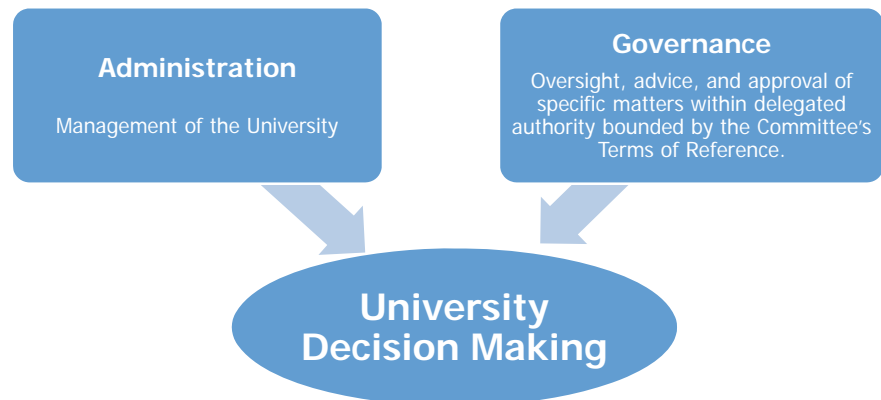 Administration
Management of the University
Governance
Oversight, advice, and approval of
specific matters within delegated
authority bounded by the Committee's
Terms of Reference.
University
Decision Making